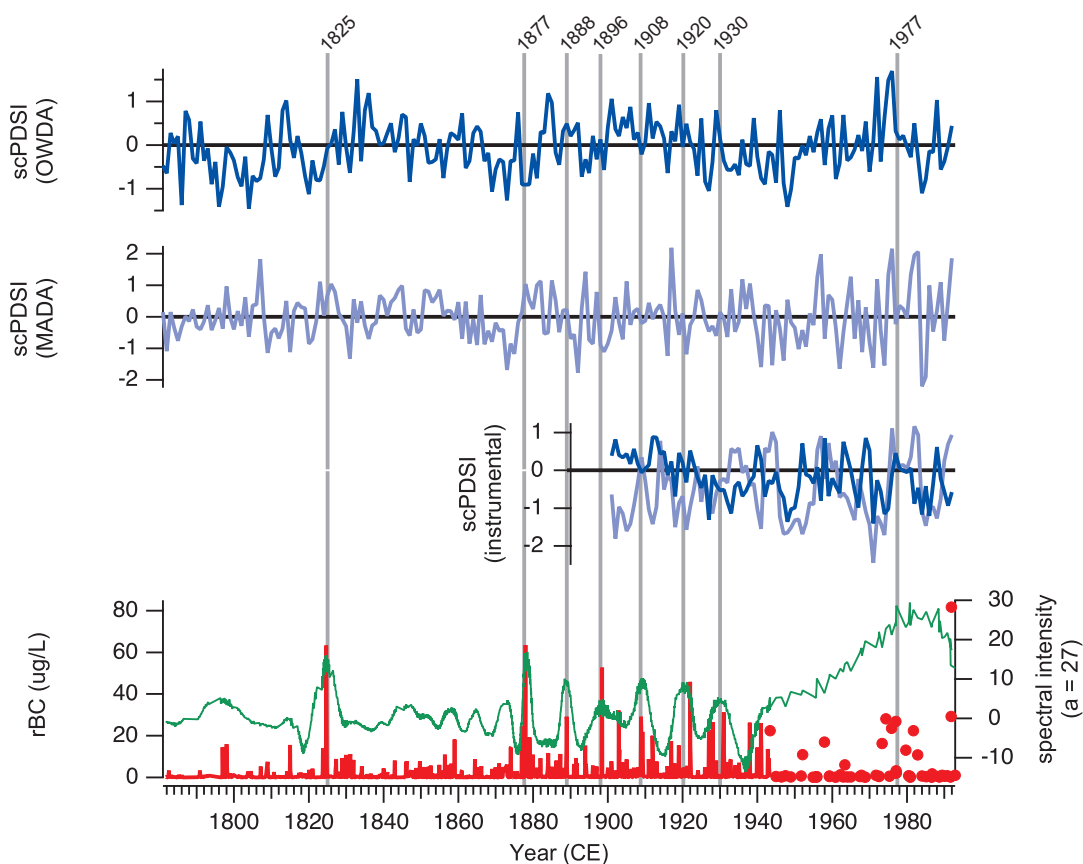 1825 1877 1888 1896 1908 1920 1930 1977
scPDSI
(OWDA)
1
0
-1
scPDSI
(MADA)
2
1
0
-1
-2
scPDSI
(instrumental)
1
0
-1
-2
rBC (ug/L)
80
60
40
20
0
30
20
10
0
-10
spectral intensity
(a = 27)
1800 1820 1840 1860 1880 1900 1920 1940 1960 1980
Year (CE)